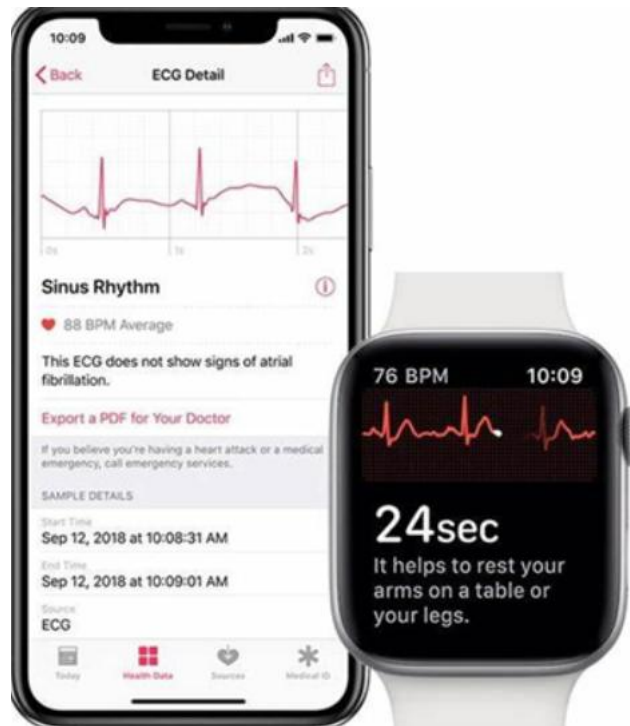 10:09
Back ECG Detail
0s 1s 2s
Sinus Rhythm
88 BPM Average
This ECG does not show signs of atrial
fibrillation.
Export a PDF for Your Doctor
If you believe you're having a heart attack or a medical
emergency, call emergency services.
SAMPLE DETAILS
Start Time
Sep 12, 2018 at 10:08:31 AM
End Time
Sep 12, 2018 at 10:09:01 AM
Source
ECG
Today Health Data Sources Medical ID
76 BPM 10:09
24sec
It helps to rest your
arms on a table or
your legs.